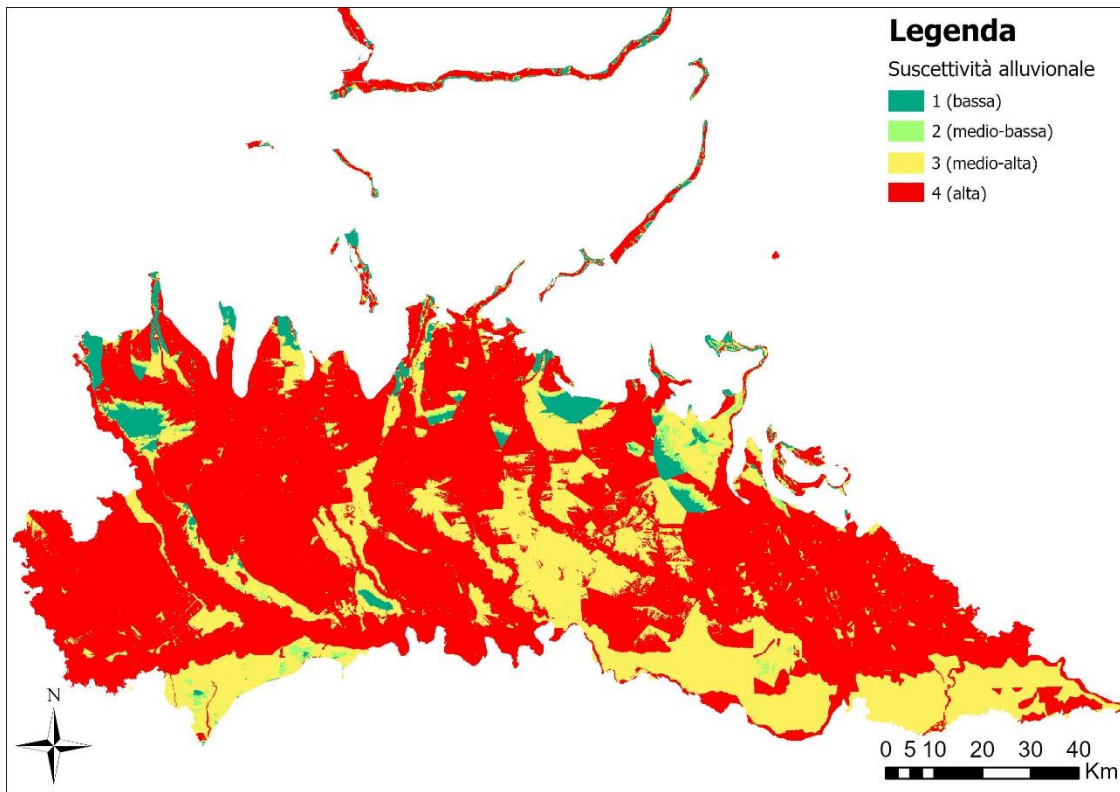 Legenda
Suscettività alluvionale
1 (bassa)
2 (medio-bassa)
3 (medio-alta)
4 (alta)
N
0 5 10 20 30 40
Km